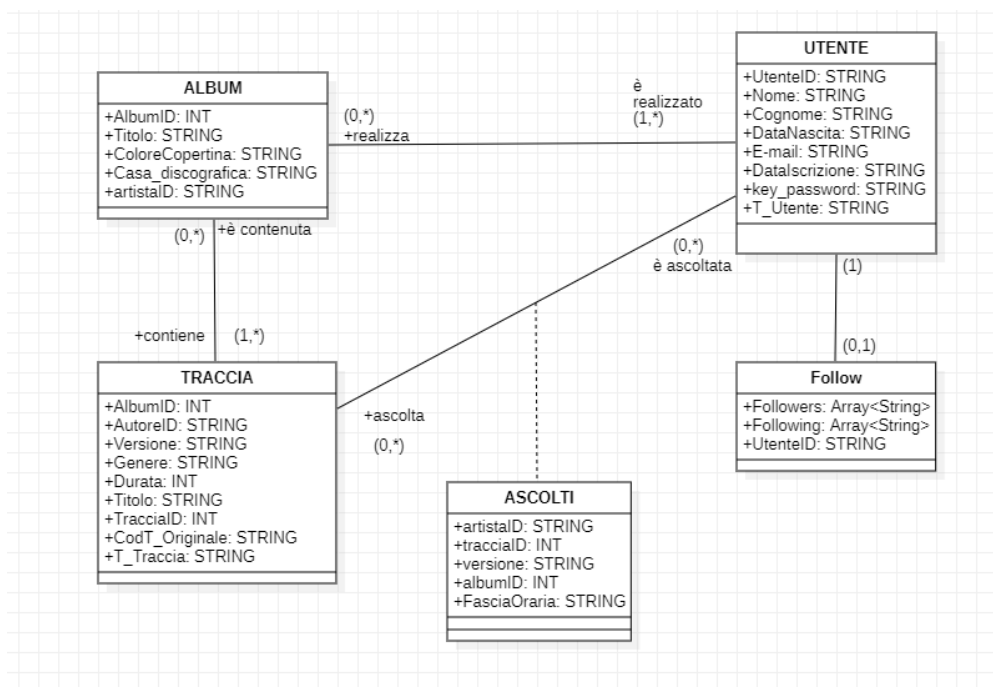 ALBUM
+AlbumID: INT
+Titolo: STRING
+ColoreCopertina: STRING
+Casa_discografica: STRING
+artistaID: STRING
(0,*)
+realizza
è
realizzato
(1,*)
UTENTE
+UtenteID: STRING
+Nome: STRING
+Cognome: STRING
+DataNascita: STRING
+E-mail: STRING
+DataIscrizione: STRING
+key_password: STRING
+T_Utente: STRING
(0,*)
+è contenuta
+contiene
(1,*)
(0,*)
è ascoltata
(1)
(0,1)
TRACCIA
+AlbumID: INT
+AutoreID: STRING
+Versione: STRING
+Genere: STRING
+Durata: INT
+Titolo: STRING
+TracciaID: INT
+CodT_Originale: STRING
+T_Traccia: STRING
+ascolta
(0,*)
Follow
+Followers: Array<String>
+Following: Array<String>
+UtenteID: STRING
ASCOLTI
+artistaID: STRING
+tracciaID: INT
+versione: STRING
+albumID: INT
+FasciaOraria: STRING